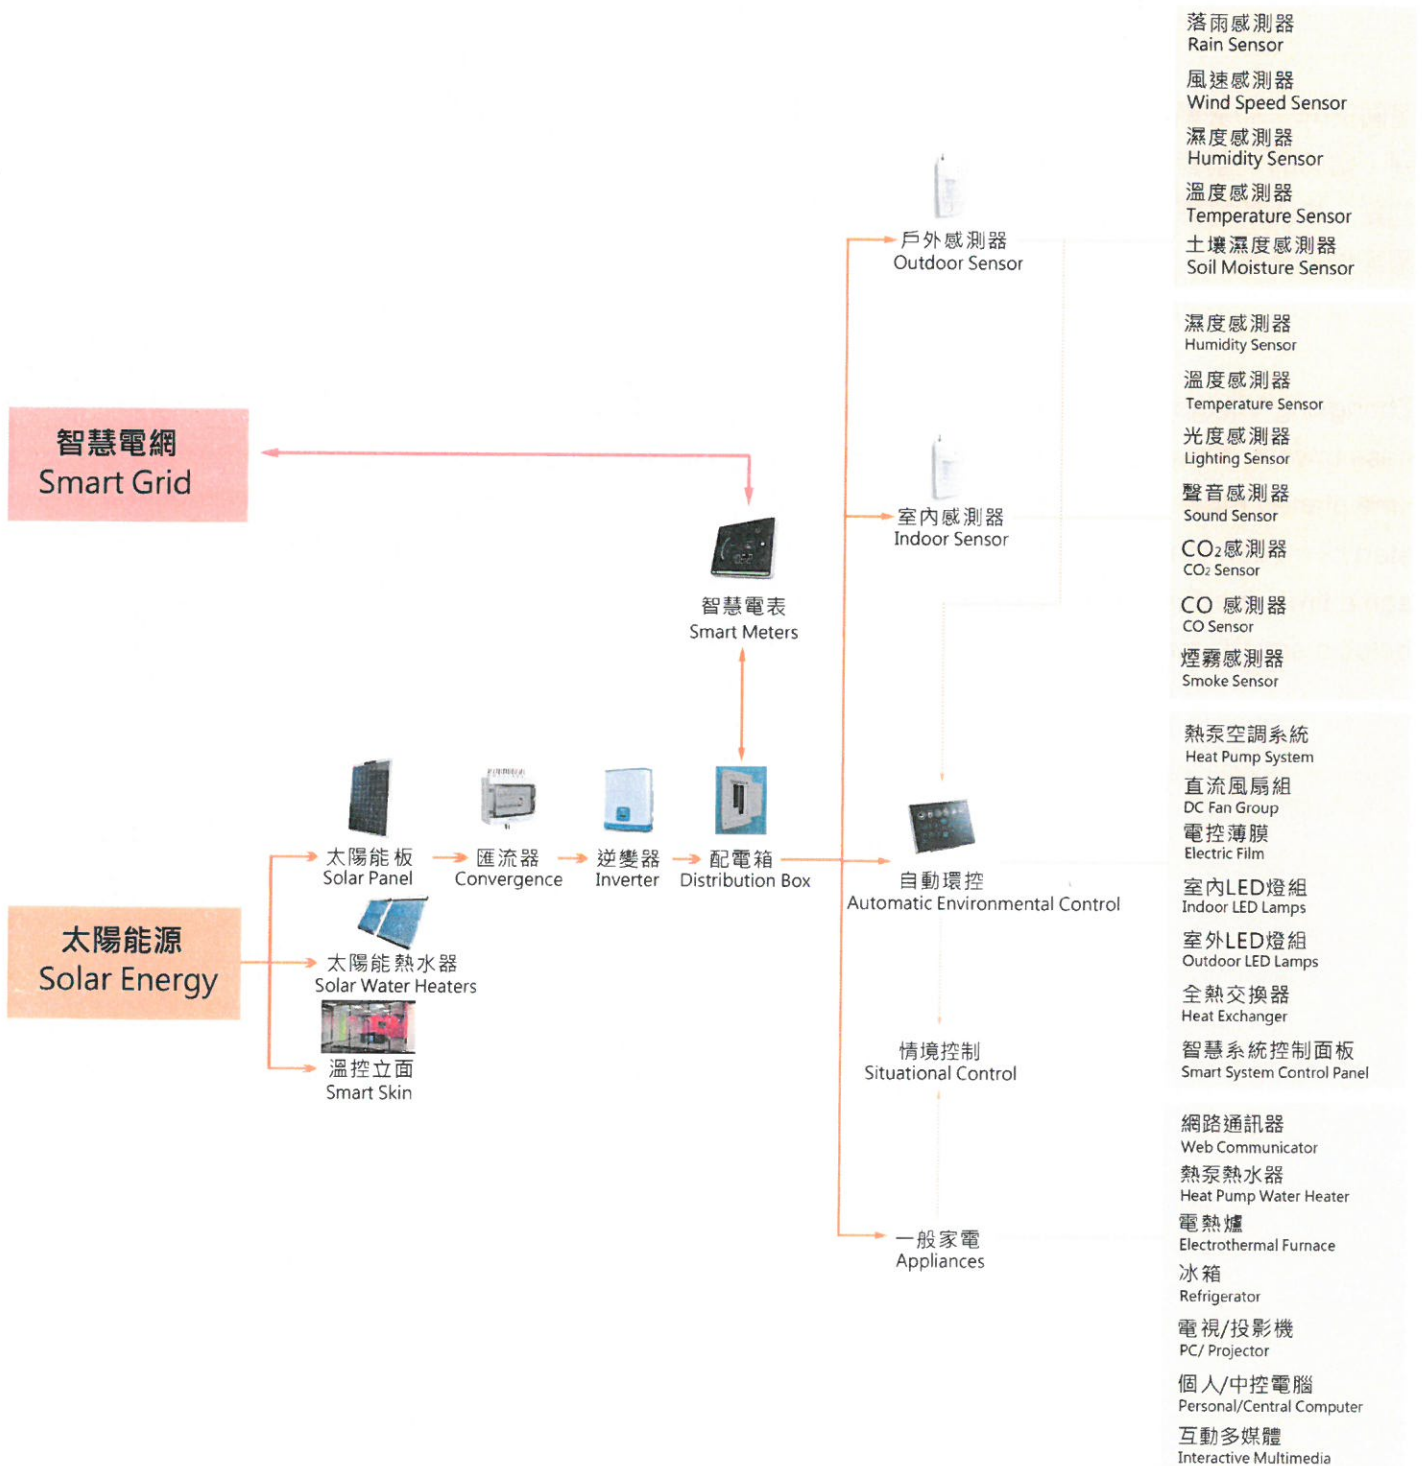 智慧電網
Smart Grid
太陽能源
Solar Energy
太陽能板
Solar Panel
太陽能熱水器
Solar Water Heaters
溫控立面
Smart Skin
匯流器
Convergence
逆變器
Inverter
配電箱
Distribution Box
智慧電表
Smart Meters
戶外感測器
Outdoor Sensor
室內感測器
Indoor Sensor
自動環控
Automatic Environmental Control
情境控制
Situational Control
一般家電
Appliances
落雨感測器
Rain Sensor
風速感測器
Wind Speed Sensor
濕度感測器
Humidity Sensor
溫度感測器
Temperature Sensor
土壤濕度感測器
Soil Moisture Sensor
濕度感測器
Humidity Sensor
溫度感測器
Temperature Sensor
光度感測器
Lighting Sensor
聲音感測器
Sound Sensor
CO₂感測器
CO₂ Sensor
CO 感測器
CO Sensor
煙霧感測器
Smoke Sensor
熱泵空調系統
Heat Pump System
直流風扇組
DC Fan Group
電控薄膜
Electric Film
室內LED燈組
Indoor LED Lamps
室外LED燈組
Outdoor LED Lamps
全熱交換器
Heat Exchanger
智慧系統控制面板
Smart System Control Panel
網路通訊器
Web Communicator
熱泵熱水器
Heat Pump Water Heater
電熱爐
Electrothermal Furnace
冰箱
Refrigerator
電視/投影機
PC/ Projector
個人/中控電腦
Personal/Central Computer
互動多媒體
Interactive Multimedia